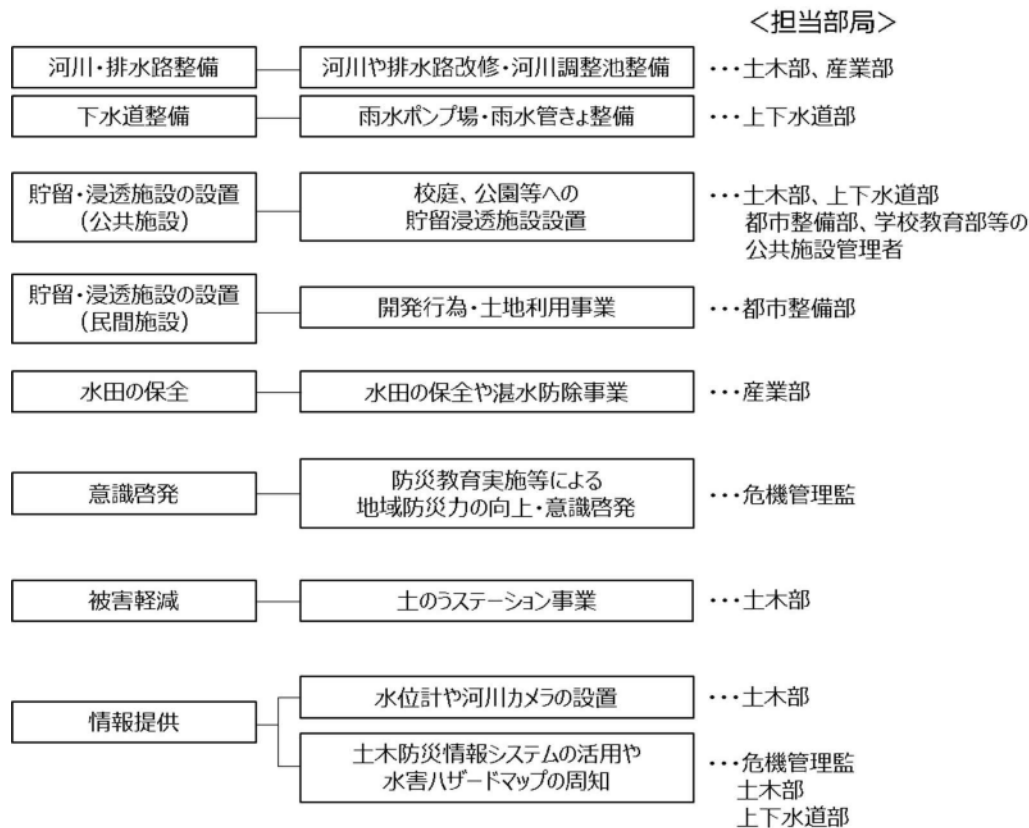 ＜担当部局＞
河川・排水路整備
河川や排水路改修・河川調整池整備
・・・土木部、産業部
下水道整備
雨水ポンプ場・雨水管きょ整備
・・・上下水道部
貯留・浸透施設の設置
（公共施設）
校庭、公園等への
貯留浸透施設設置
・・・土木部、上下水道部
都市整備部、学校教育部等の
公共施設管理者
貯留・浸透施設の設置
（民間施設）
開発行為・土地利用事業
・・・都市整備部
水田の保全
水田の保全や湛水防除事業
・・・産業部
意識啓発
防災教育実施等による
地域防災力の向上・意識啓発
・・・危機管理監
被害軽減
土のうステーション事業
・・・土木部
情報提供
水位計や河川カメラの設置
・・・土木部
土木防災情報システムの活用や
水害ハザードマップの周知
・・・危機管理監
土木部
上下水道部